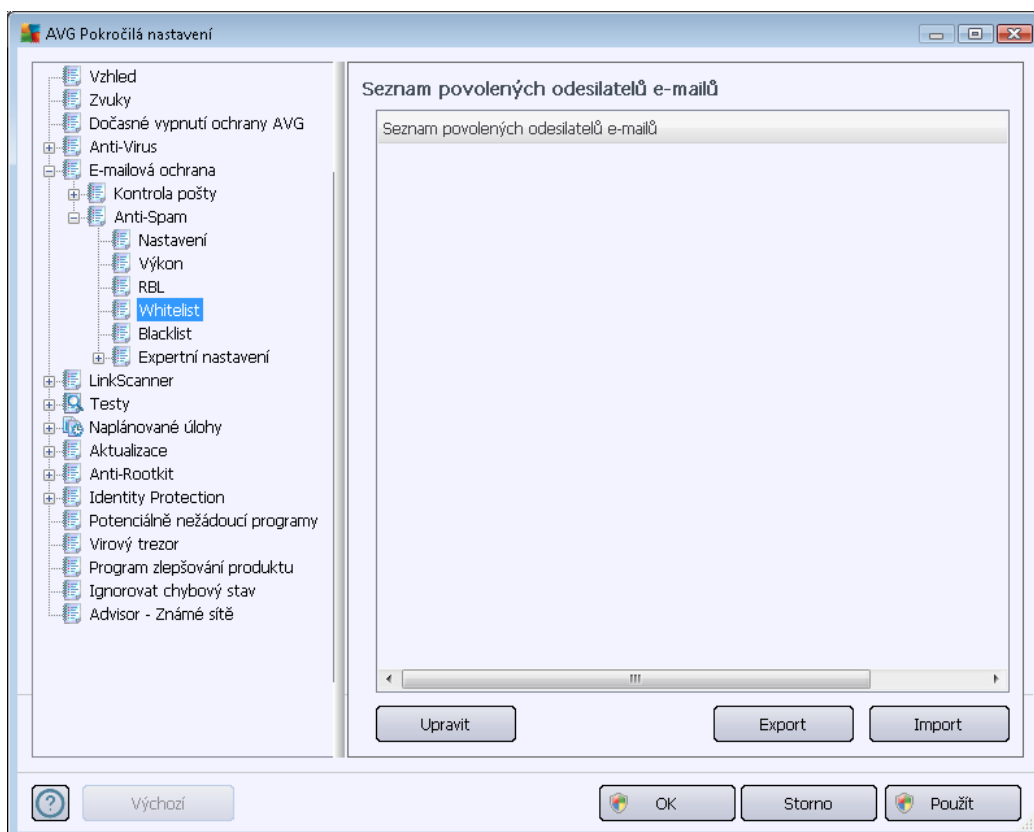 AVG Pokročilá nastavení
Vzhled
Zvuky
Dočasné vypnutí ochrany AVG
Anti-Virus
E-mailová ochrana
Kontrola pošty
Anti-Spam
Nastavení
Výkon
RBL
Whitelist
Blacklist
Expertní nastavení
LinkScanner
Testy
Naplánované úlohy
Aktualizace
Anti-Rootkit
Identity Protection
Potenciálně nežádoucí programy
Virový trezor
Program zlepšování produktu
Ignorovat chybový stav
Advisor - Známé sítě
Seznam povolených odesilatelů e-mailů
Seznam povolených odesilatelů e-mailů
Upravit
Export
Import
Výchozí
OK
Storno
Použít